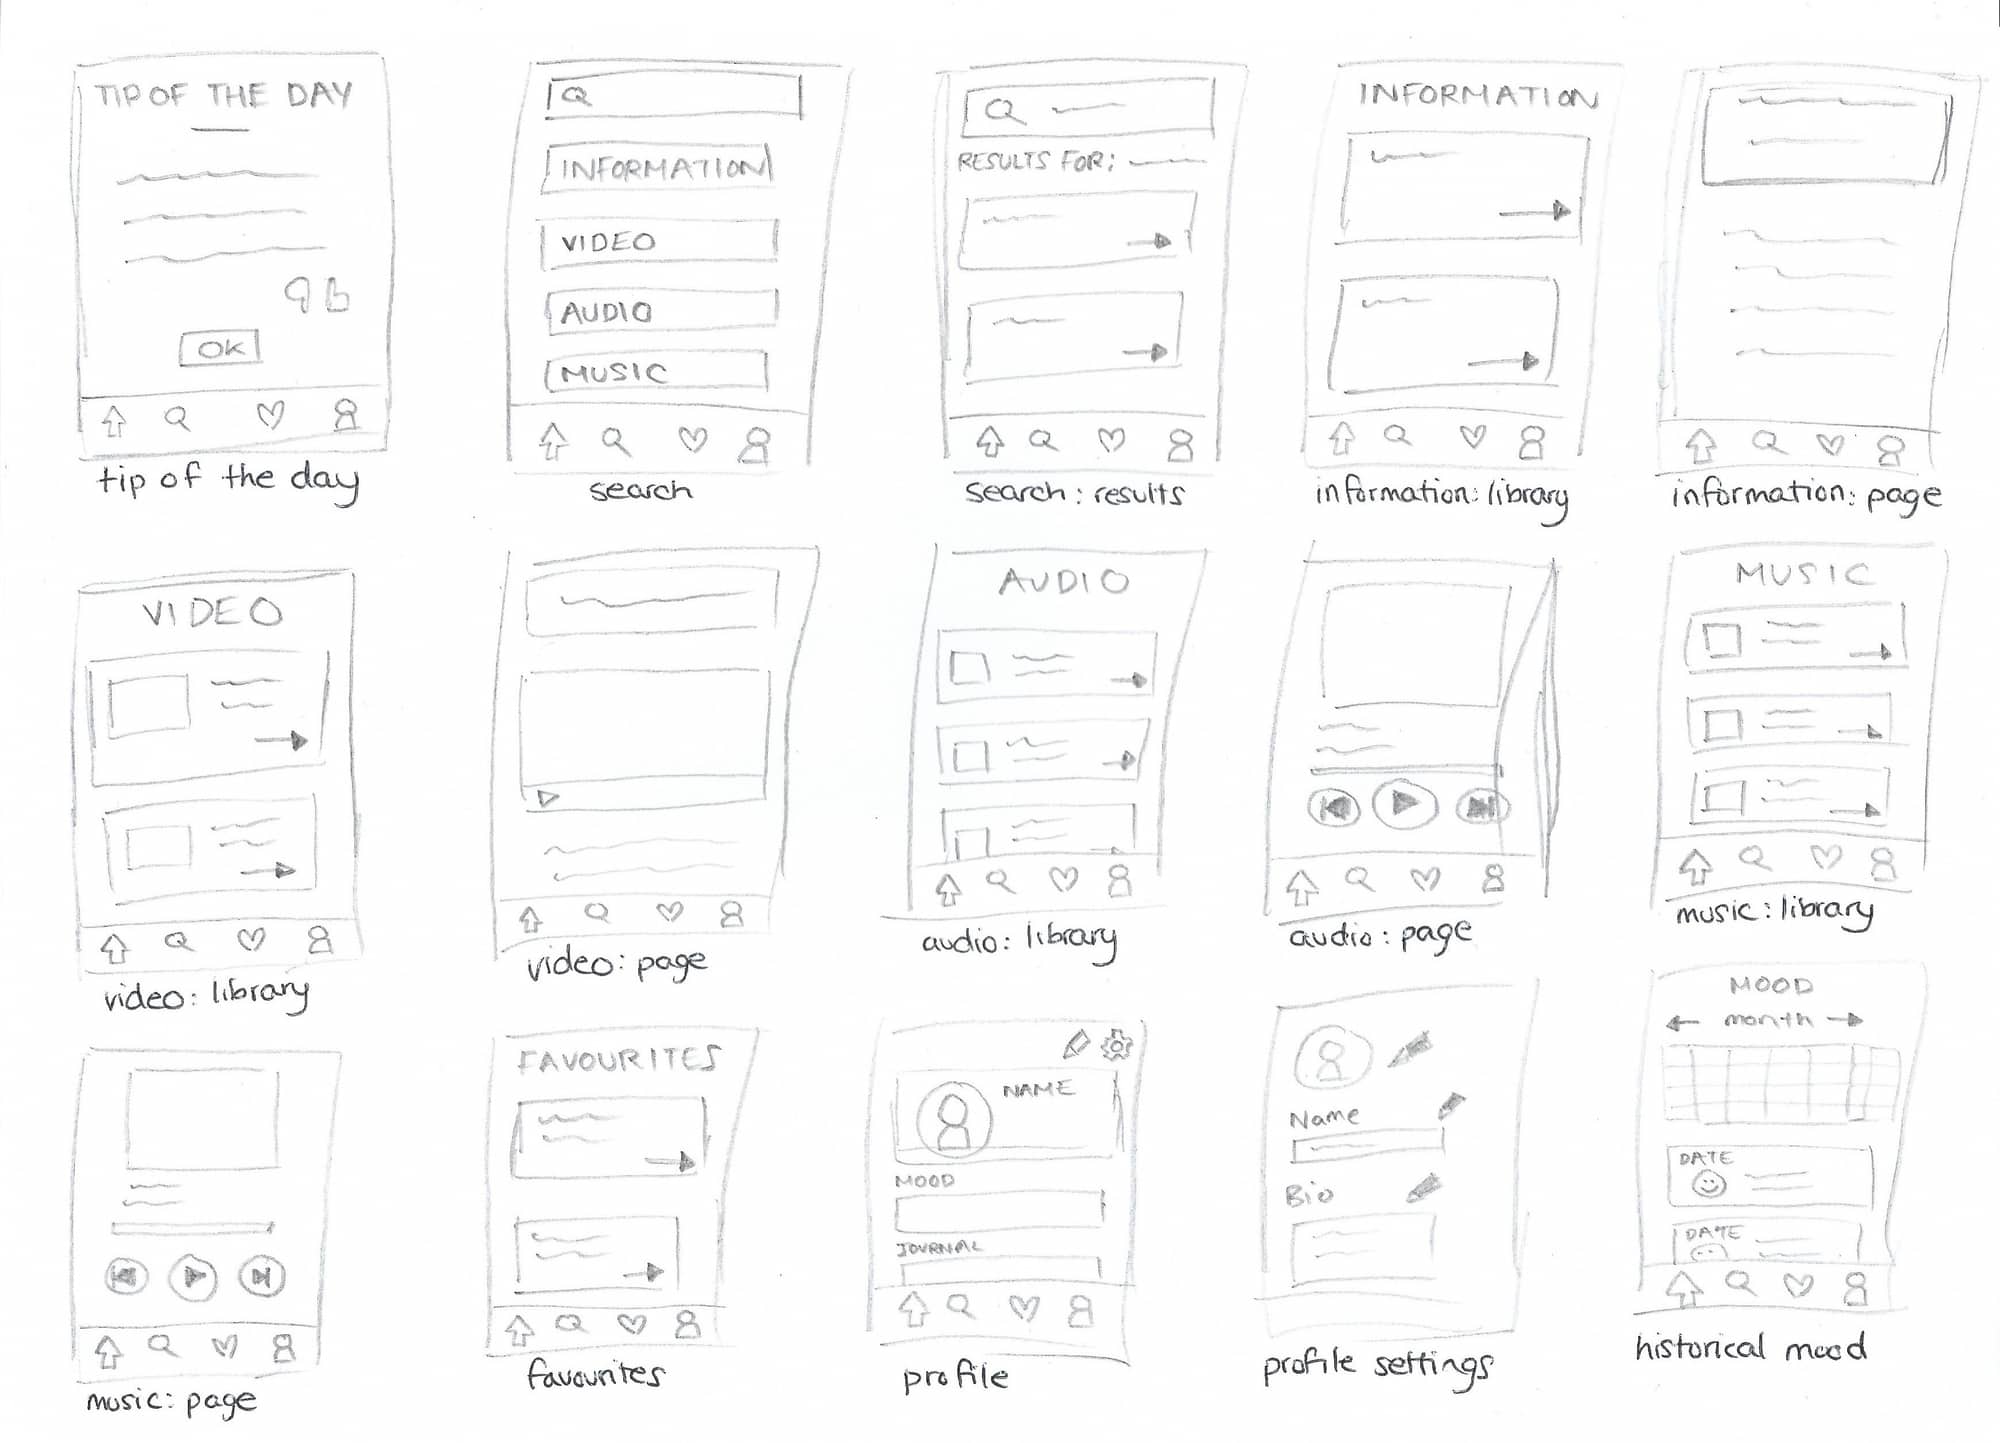 TIP OF THE DAY
OK
tip of the day
INFORMATION
VIDEO
AUDIO
MUSIC
search
RESULTS FOR:
search: results
INFORMATION
information: library
information: page
VIDEO
video: library
video: page
AUDIO
audio: library
audio: page
MUSIC
music: library
music: page
FAVOURITES
favourites
NAME
MOOD
JOURNAL
profile
Name
Bio
profile settings
MOOD
month
DATE
DATE
historical mood